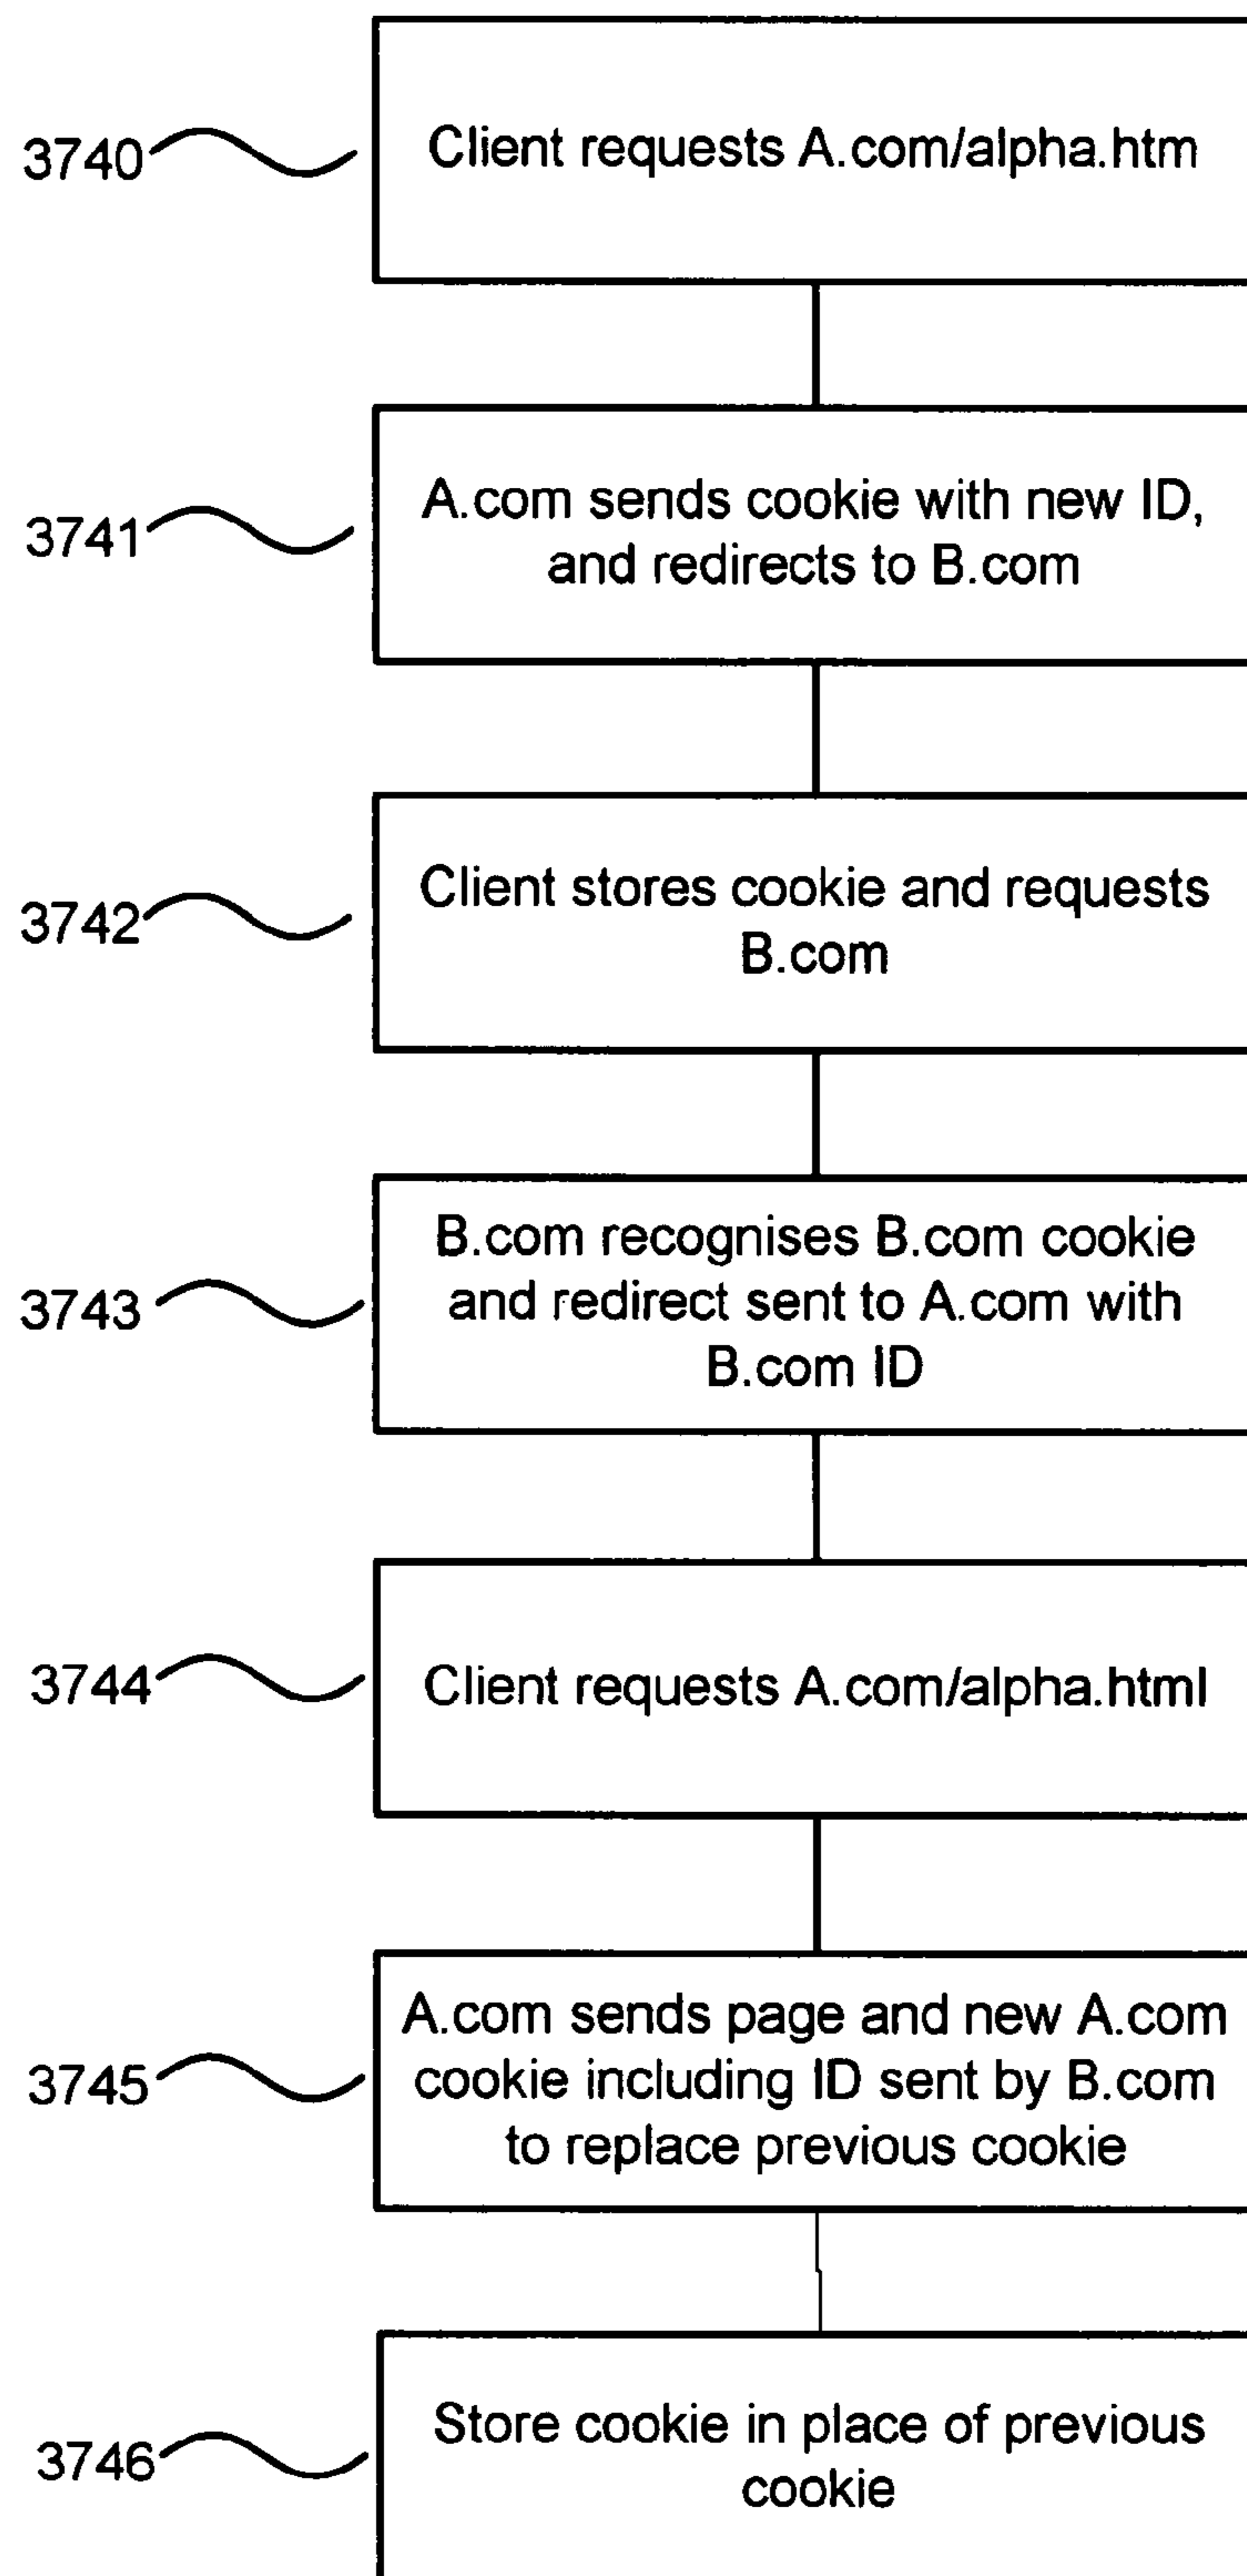 3740
Client requests A.com/alpha.htm
3741
A.com sends cookie with new ID,
and redirects to B.com
3742
Client stores cookie and requests
B.com
3743
B.com recognises B.com cookie
and redirect sent to A.com with
B.com ID
3744
Client requests A.com/alpha.html
3745
A.com sends page and new A.com
cookie including ID sent by B.com
to replace previous cookie
3746
Store cookie in place of previous
cookie